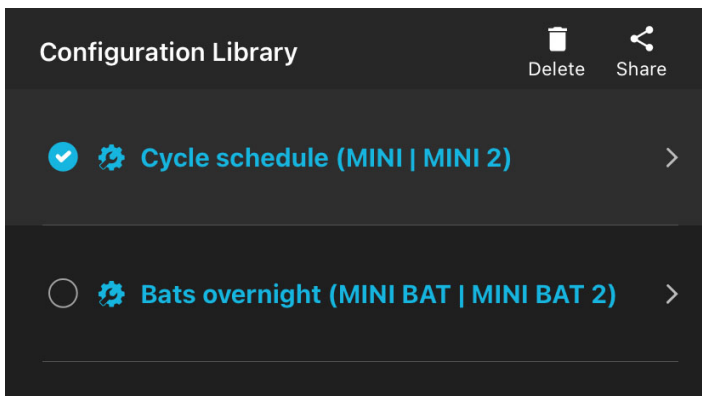 Configuration Library
Delete
Share
Cycle schedule (MINI | MINI 2)
Bats overnight (MINI BAT | MINI BAT 2)